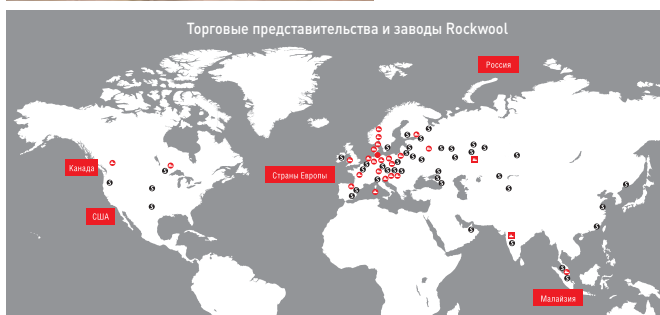 Торговые представительства и заводы Rockwool
Россия
Канада
Страны Европы
США
Малайзия